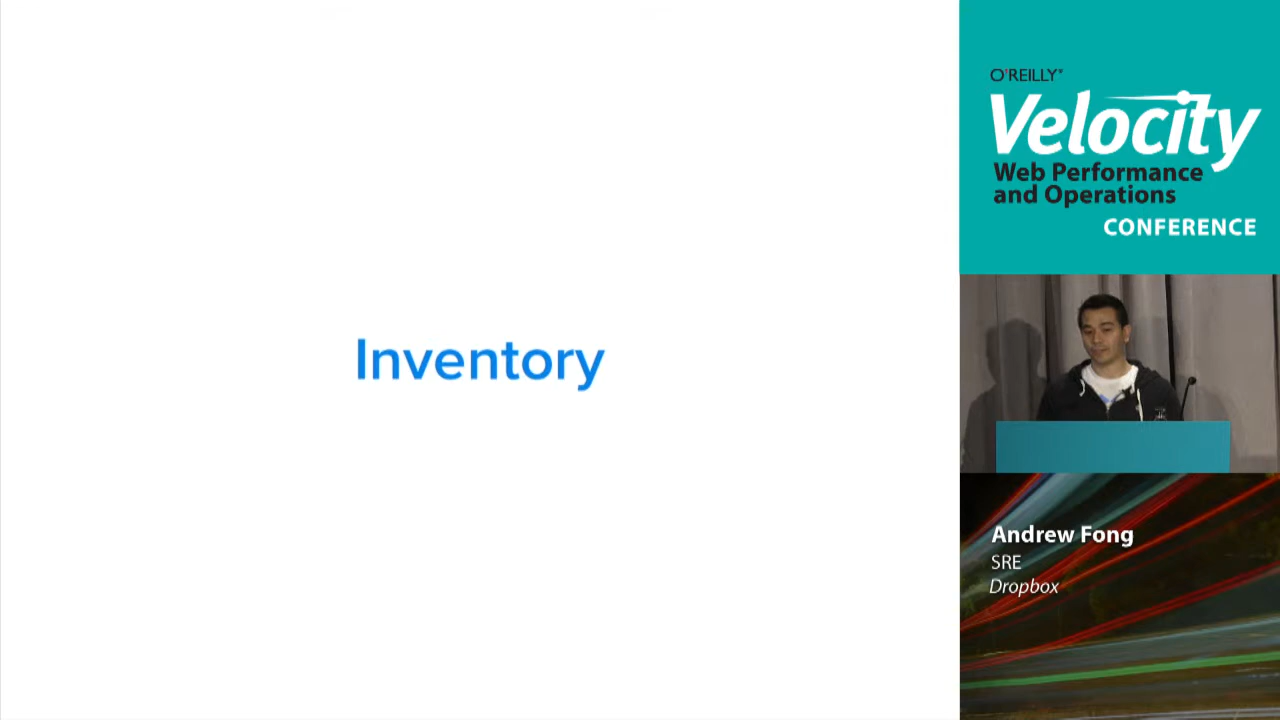 Inventory
O'REILLY®
Velocity
Web Performance
and Operations
CONFERENCE
Andrew Fong
SRE
Dropbox